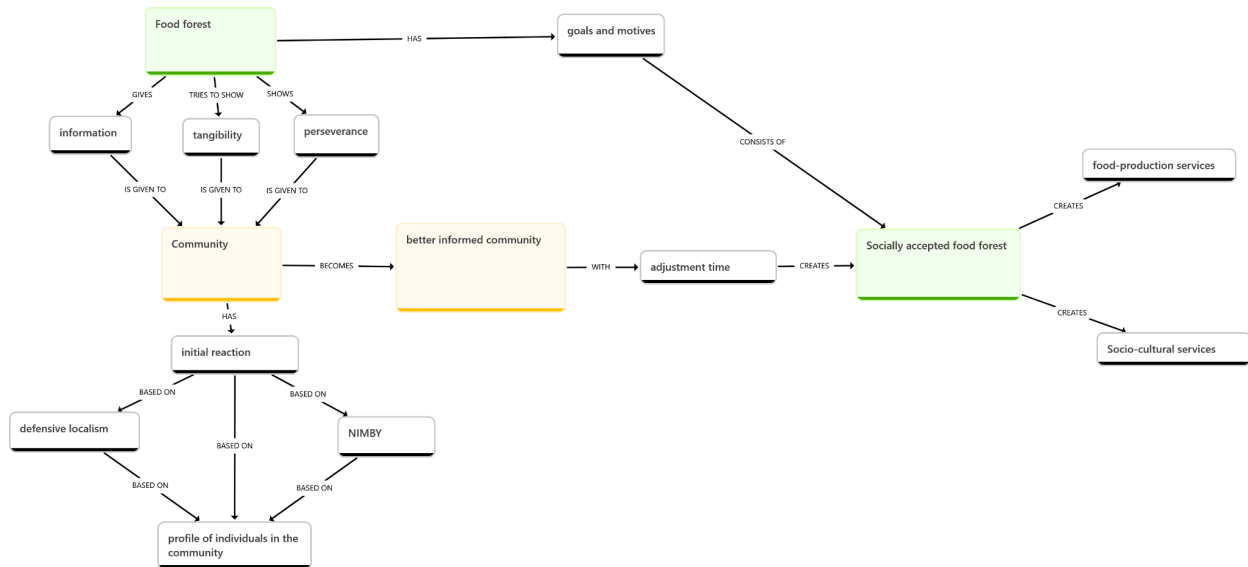 Food forest
goals and motives
HAS
GIVES
TRIES TO SHOW
SHOWS
information
tangibility
perseverance
CONSISTS OF
food-production services
IS GIVEN TO
IS GIVEN TO
IS GIVEN TO
CREATES
Community
better informed community
Socially accepted food forest
BECOMES
WITH
adjustment time
CREATES
HAS
CREATES
initial reaction
Socio-cultural services
BASED ON
BASED ON
BASED ON
defensive localism
NIMBY
BASED ON
BASED ON
profile of individuals in the
community